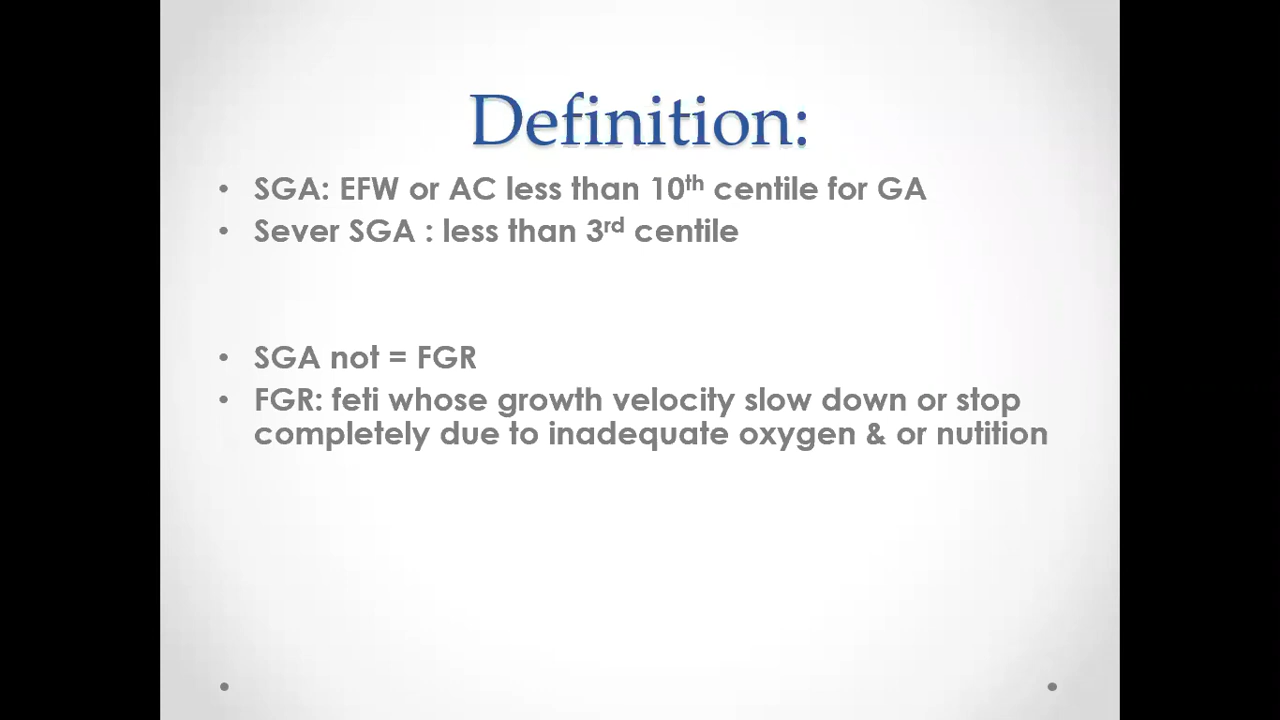 Definition:
• SGA: EFW or AC less than 10th centile for GA
• Sever SGA : less than 3rd centile
• SGA not = FGR
• FGR: feti whose growth velocity slow down or stop
completely due to inadequate oxygen & or nutition